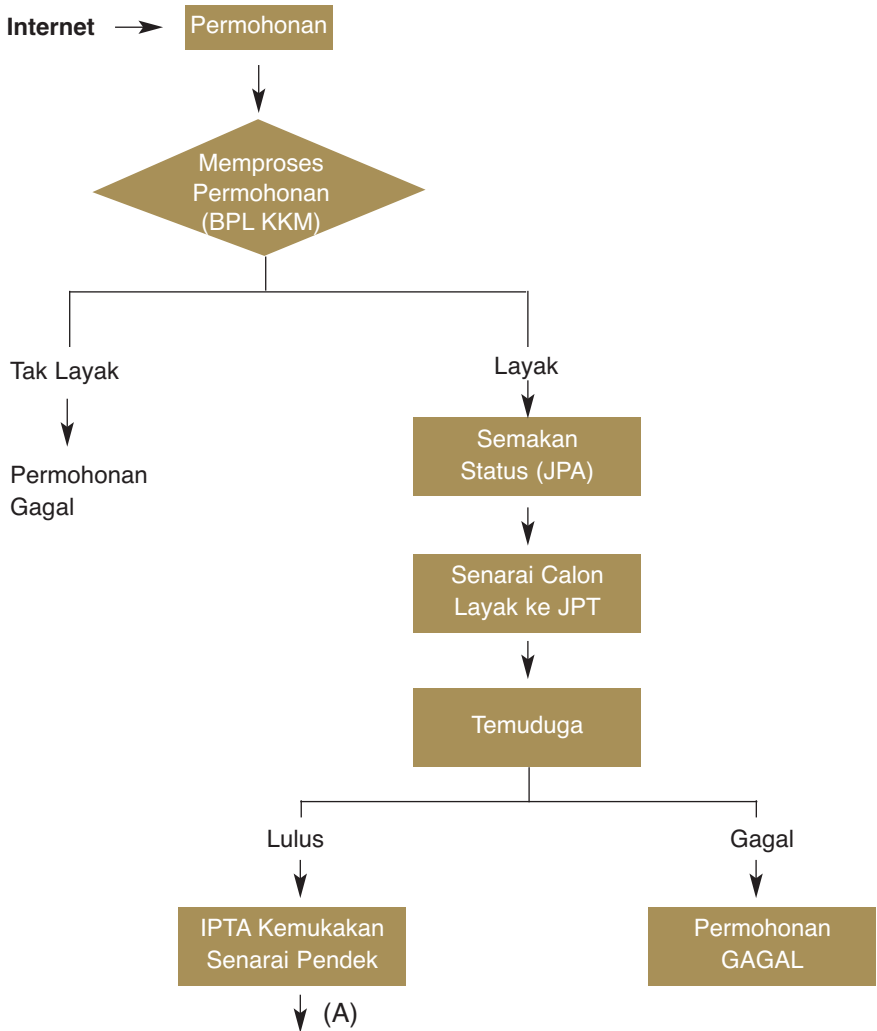 Internet
Permohonan
Memproses
Permohonan
(BPL KKM)
Tak Layak
Layak
Permohonan
Gagal
Semakan
Status (JPA)
Senarai Calon
Layak ke JPT
Temuduga
Lulus
Gagal
IPTA Kemukakan
Senarai Pendek
Permohonan
GAGAL
(A)